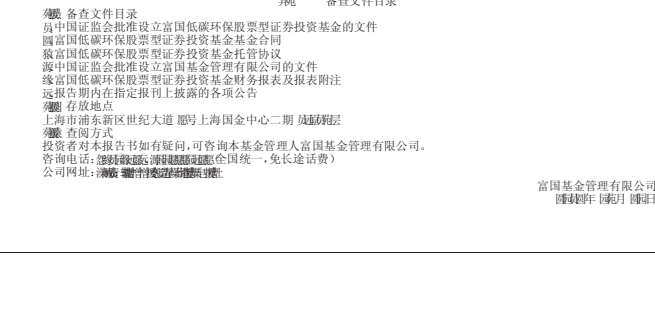 备查文件目录
备查文件目录
中国证监会批准设立富国低碳环保股票型证券投资基金的文件
富国低碳环保股票型证券投资基金基金合同
富国低碳环保股票型证券投资基金托管协议
中国证监会批准设立富国基金管理有限公司的文件
富国低碳环保股票型证券投资基金财务报表及报表附注
报告期内在指定报刊上披露的各项公告
存放地点
上海市浦东新区世纪大道 号上海国金中心二期 层
查阅方式
投资者对本报告书如有疑问,可咨询本基金管理人富国基金管理有限公司。
咨询电话: (全国统一,免长途话费)
公司网址:
富国基金管理有限公司
年 月 日